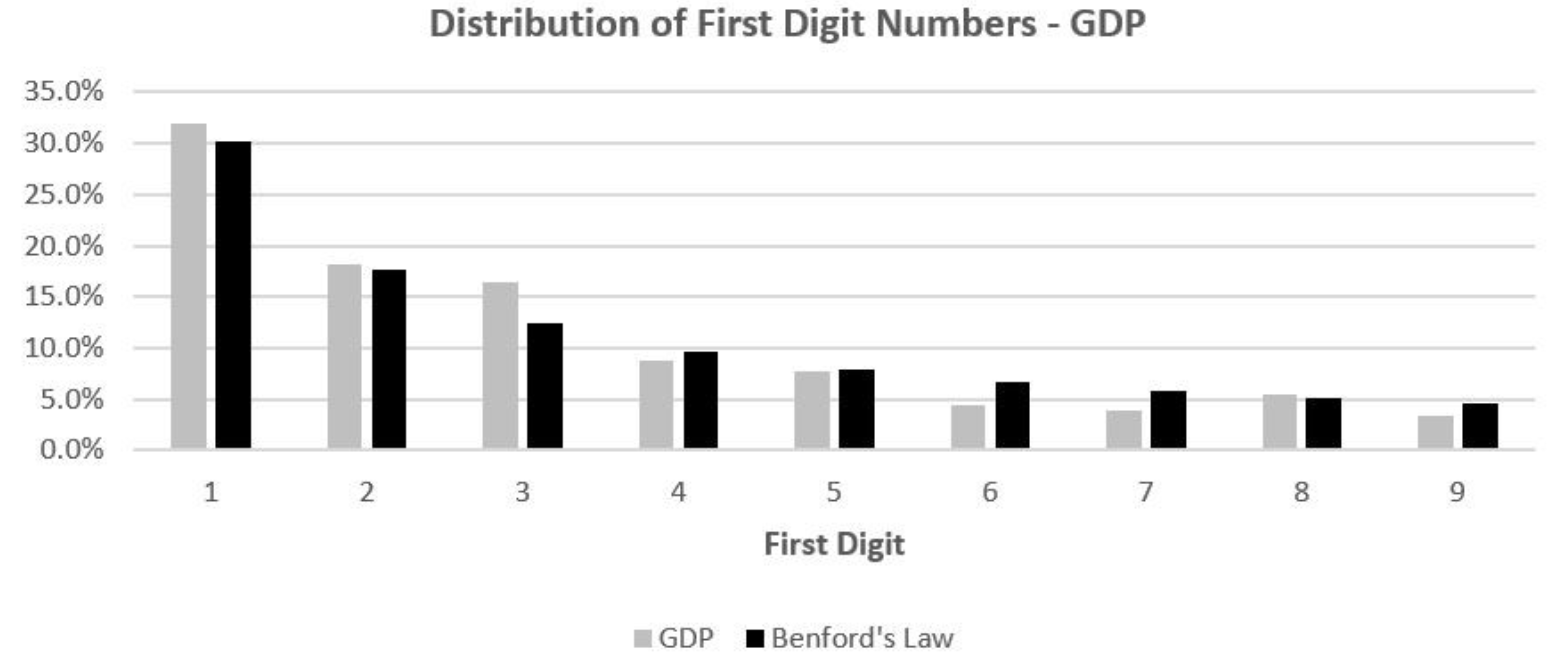 Distribution of First Digit Numbers - GDP
35.0%
30.0%
25.0%
20.0%
15.0%
10.0%
5.0%
0.0%
1 2 3 4 5 6 7 8 9
First Digit
GDP Benford's Law